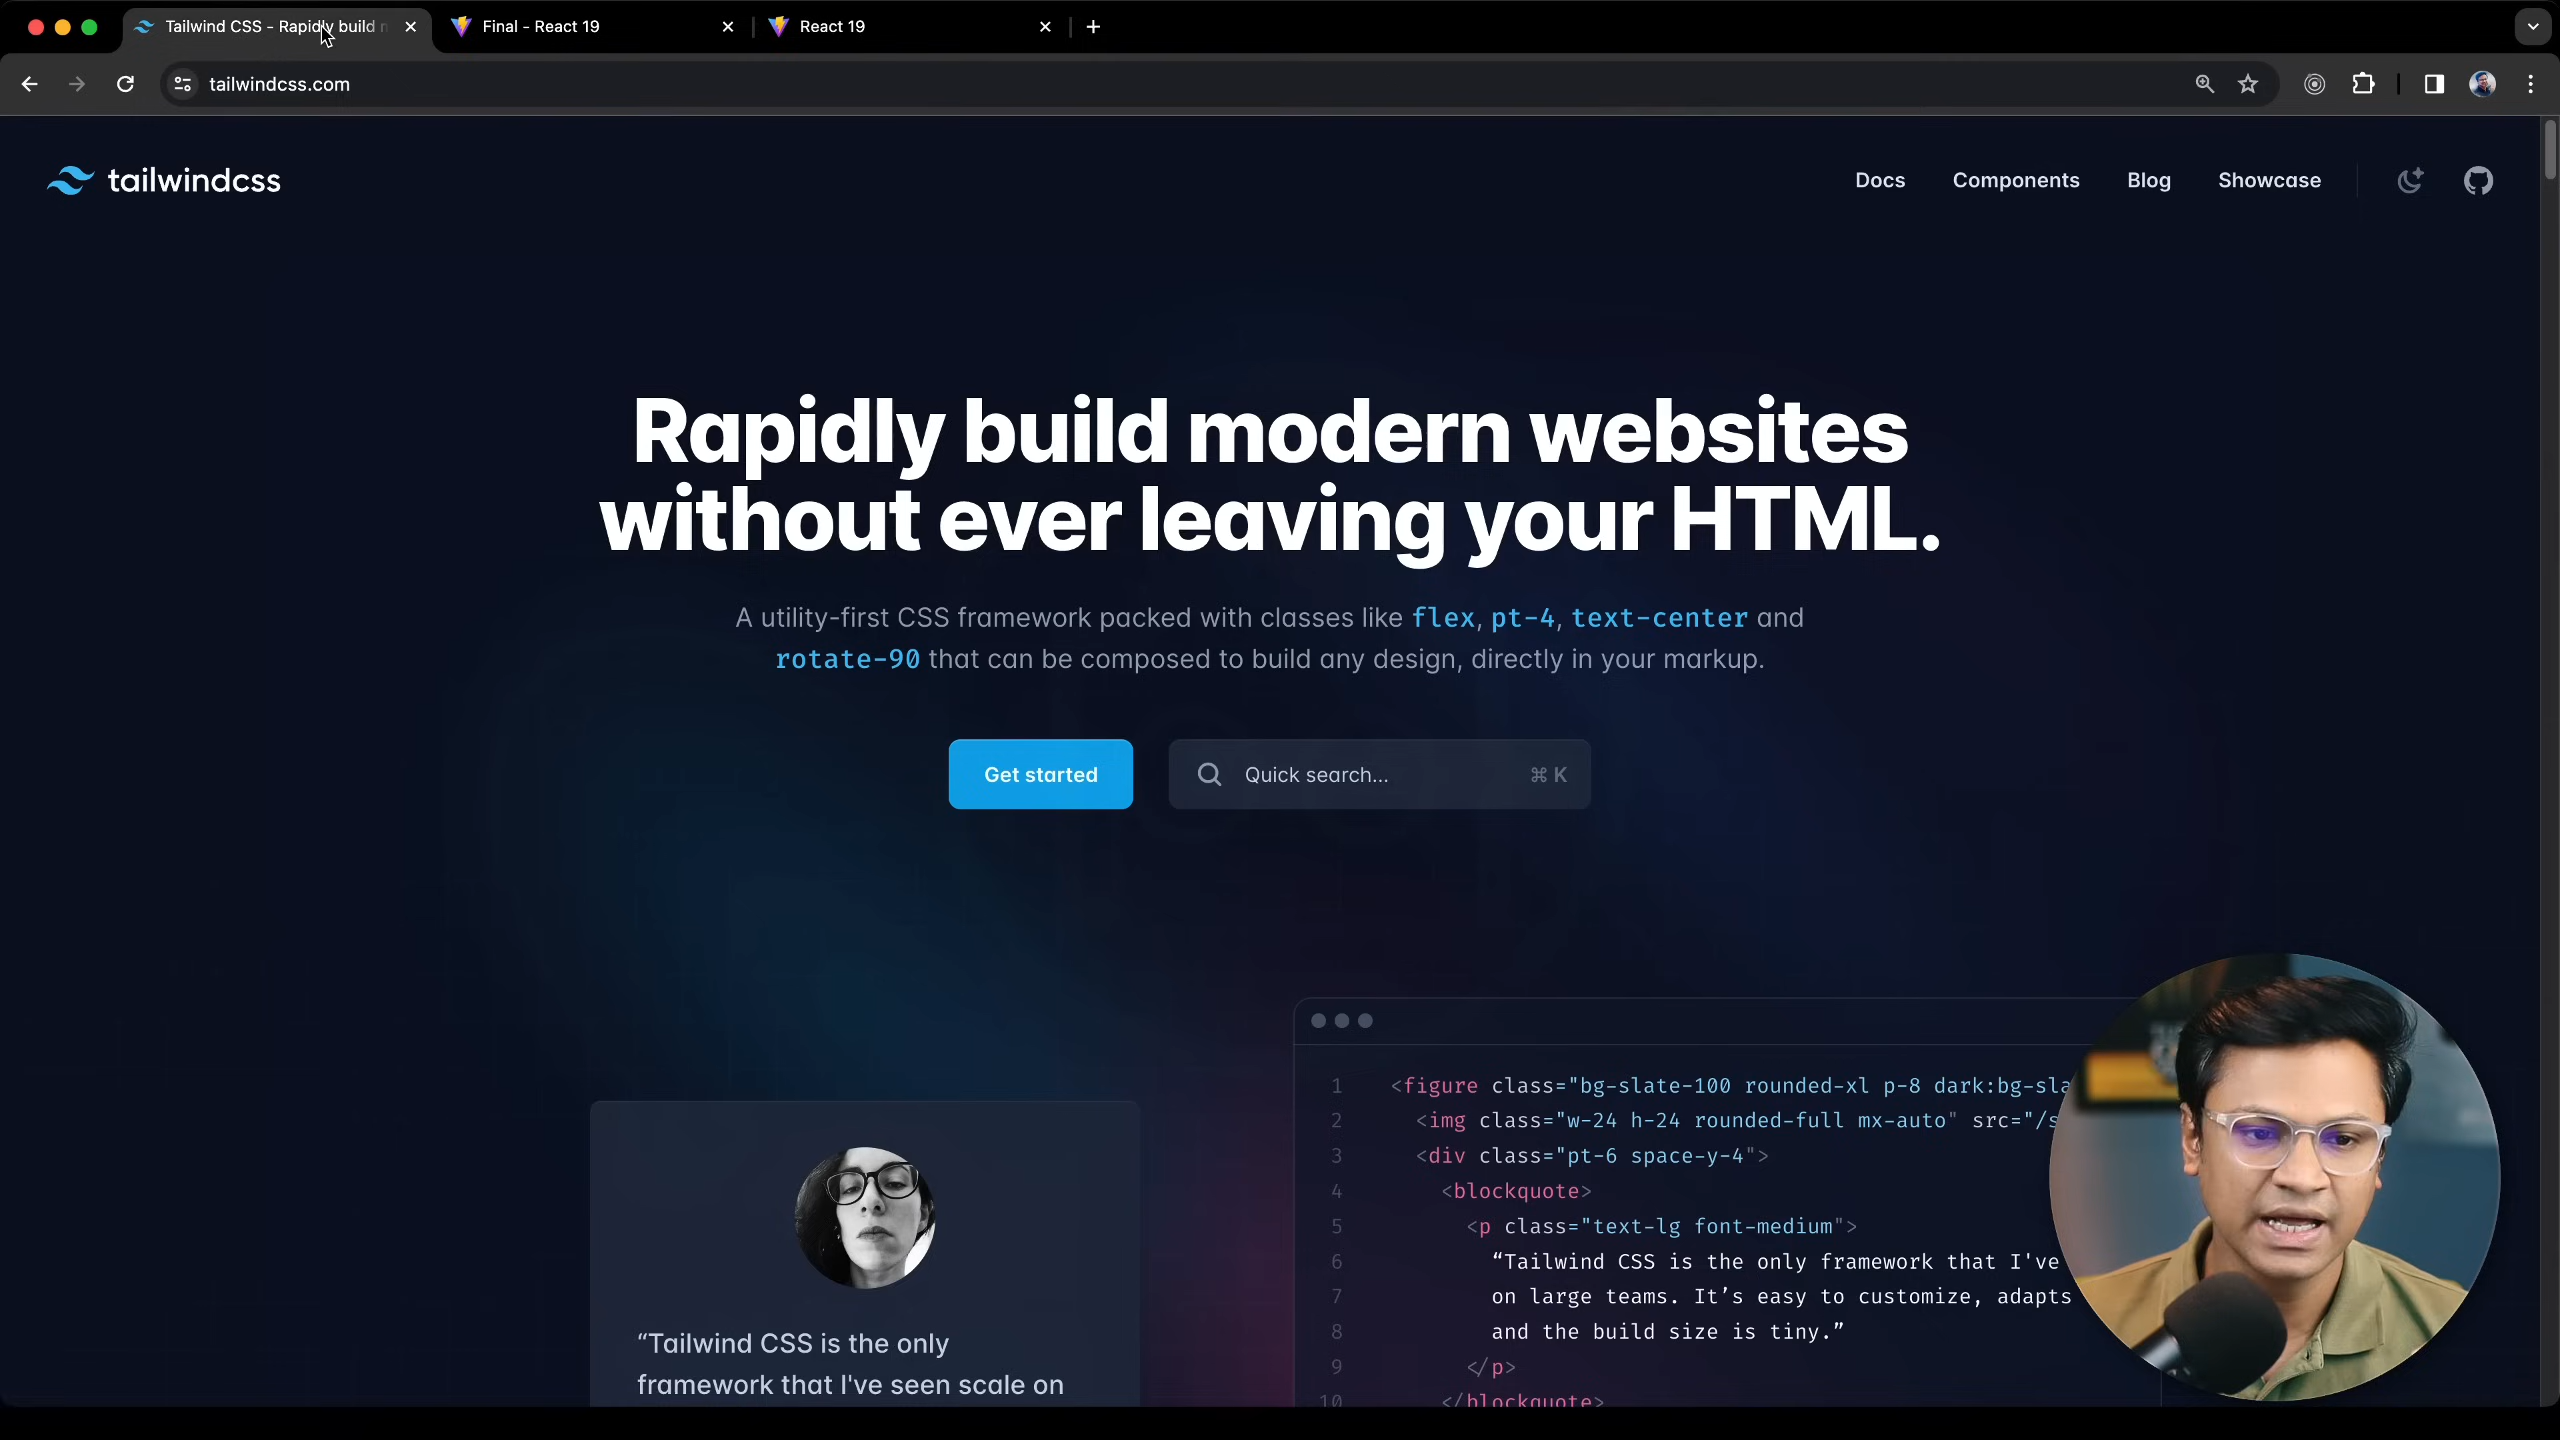 Tailwind CSS - Rapidly build
Final - React 19
React 19
tailwindcss.com
tailwindcss
Docs
Components
Blog
Showcase
Rapidly build modern websites
without ever leaving your HTML.
A utility-first CSS framework packed with classes like flex, pt-4, text-center and
rotate-90 that can be composed to build any design, directly in your markup.
Get started
Quick search...
⌘ K
“Tailwind CSS is the only
framework that I've seen scale on
1 <figure class="bg-slate-100 rounded-xl p-8 dark:bg-sla
2 <img class="w-24 h-24 rounded-full mx-auto" src="/s
3 <div class="pt-6 space-y-4">
4 <blockquote>
5 <p class="text-lg font-medium">
6 “Tailwind CSS is the only framework that I've
7 on large teams. It’s easy to customize, adapts
8 and the build size is tiny.”
9 </p>
10 </blockquote>